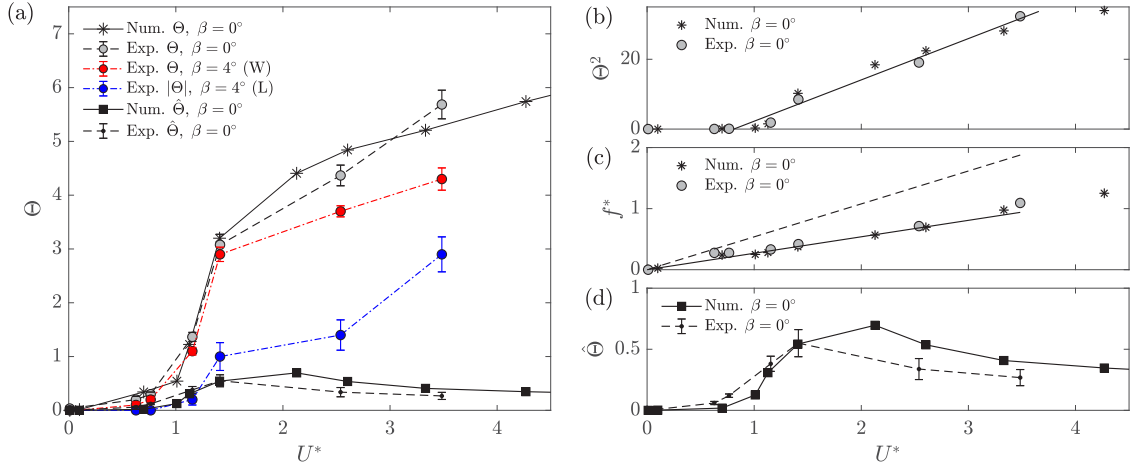 (a)
7
6
5
4
3
2
1
0
Θ
Num. Θ, β = 0°
Exp. Θ, β = 0°
Exp. Θ, β = 4° (W)
Exp. |Θ|, β = 4° (L)
Num. Θ̂, β = 0°
Exp. Θ̂, β = 0°
0 1 2 3 4
U*
(b)
20
0
Θ²
Num. β = 0°
Exp. β = 0°
(c)
2
1
0
f*
Num. β = 0°
Exp. β = 0°
(d)
1
0.5
0
Θ̂
Num. β = 0°
Exp. β = 0°
0 1 2 3 4
U*